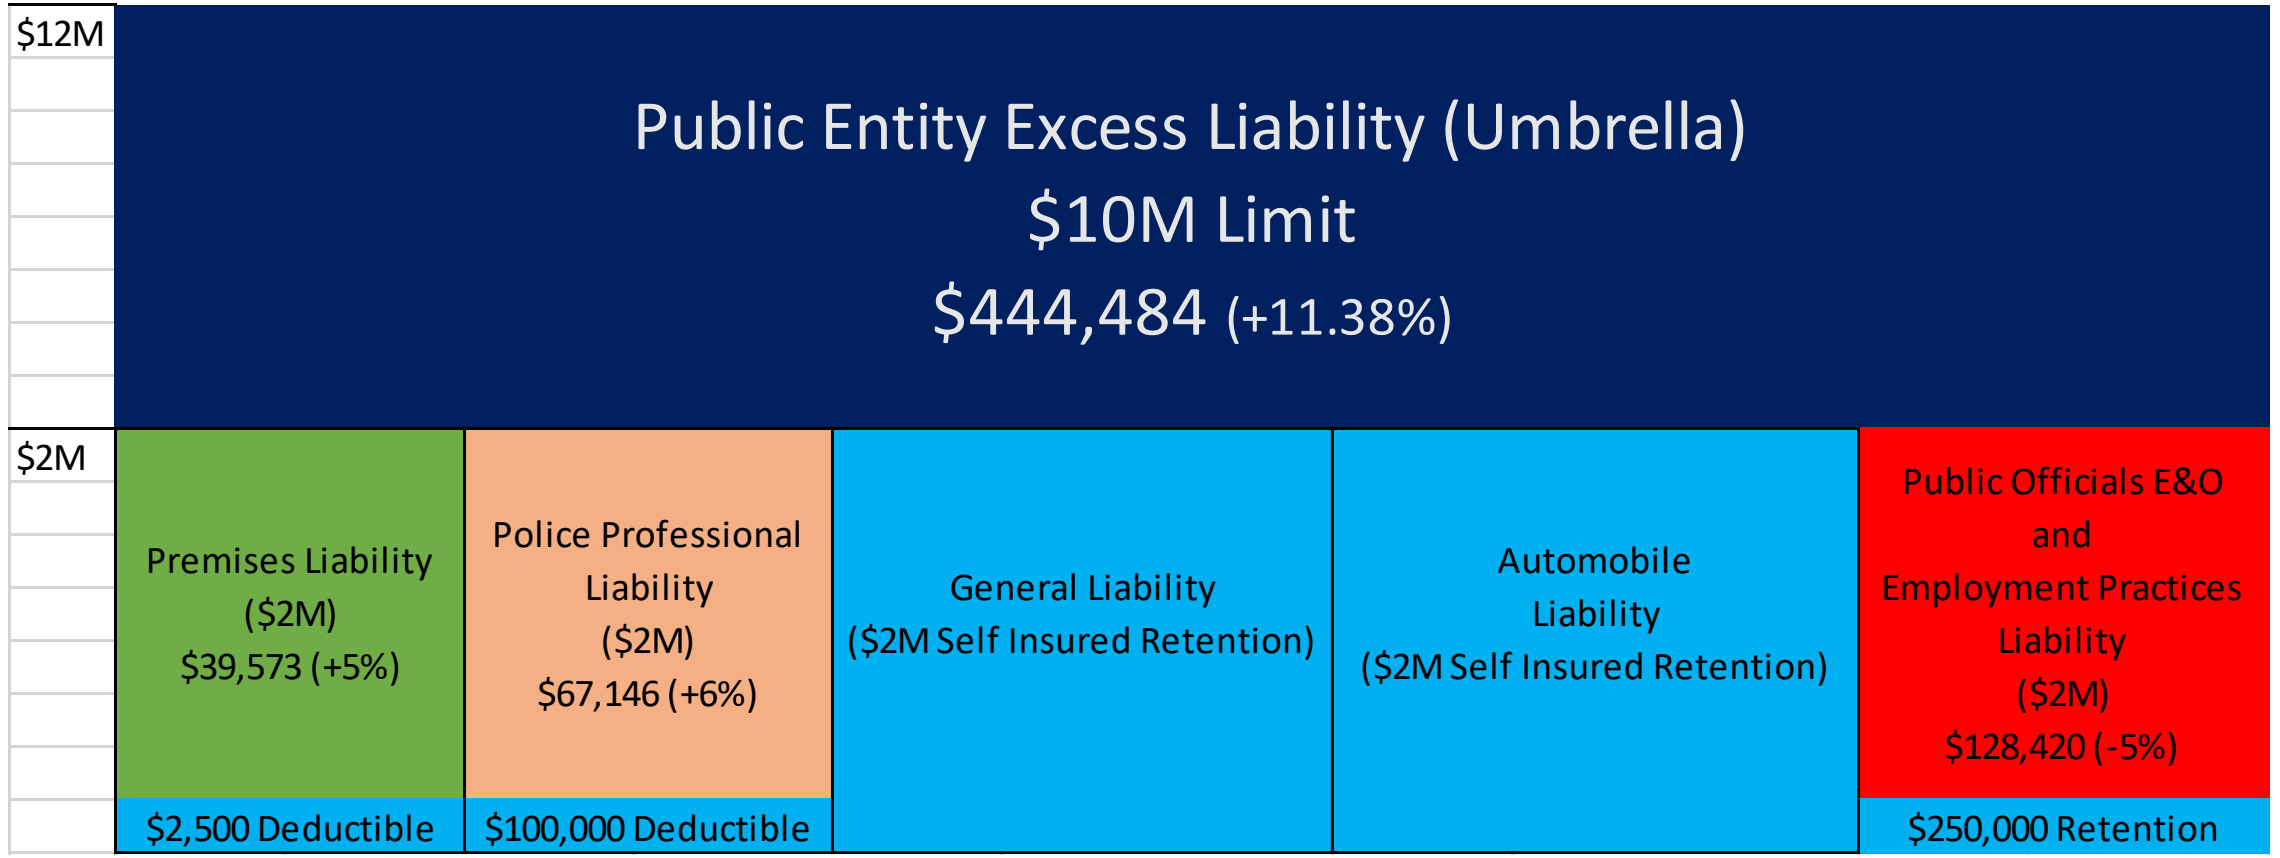 $12M
Public Entity Excess Liability (Umbrella)
$10M Limit
$444,484 (+11.38%)
$2M
Premises Liability
($2M)
$39,573 (+5%)
$2,500 Deductible
Police Professional
Liability
($2M)
$67,146 (+6%)
$100,000 Deductible
General Liability
($2M Self Insured Retention)
Automobile
Liability
($2M Self Insured Retention)
Public Officials E&O
and
Employment Practices
Liability
($2M)
$128,420 (-5%)
$250,000 Retention